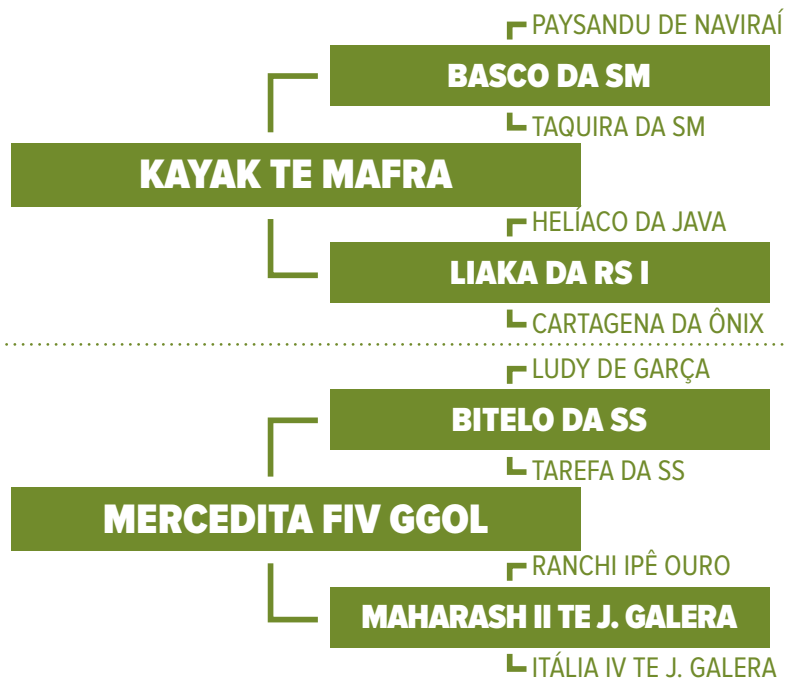 PAYSANDU DE NAVIRAÍ
BASCO DA SM
TAQUIRA DA SM
KAYAK TE MAFRA
HELÍACO DA JAVA
LIAKA DA RS I
CARTAGENA DA ÔNIX
LUDY DE GARÇA
BITELO DA SS
TAREFA DA SS
MERCEDITA FIV GGOL
RANCHI IPÊ OURO
MAHARASH II TE J. GALERA
ITÁLIA IV TE J. GALERA